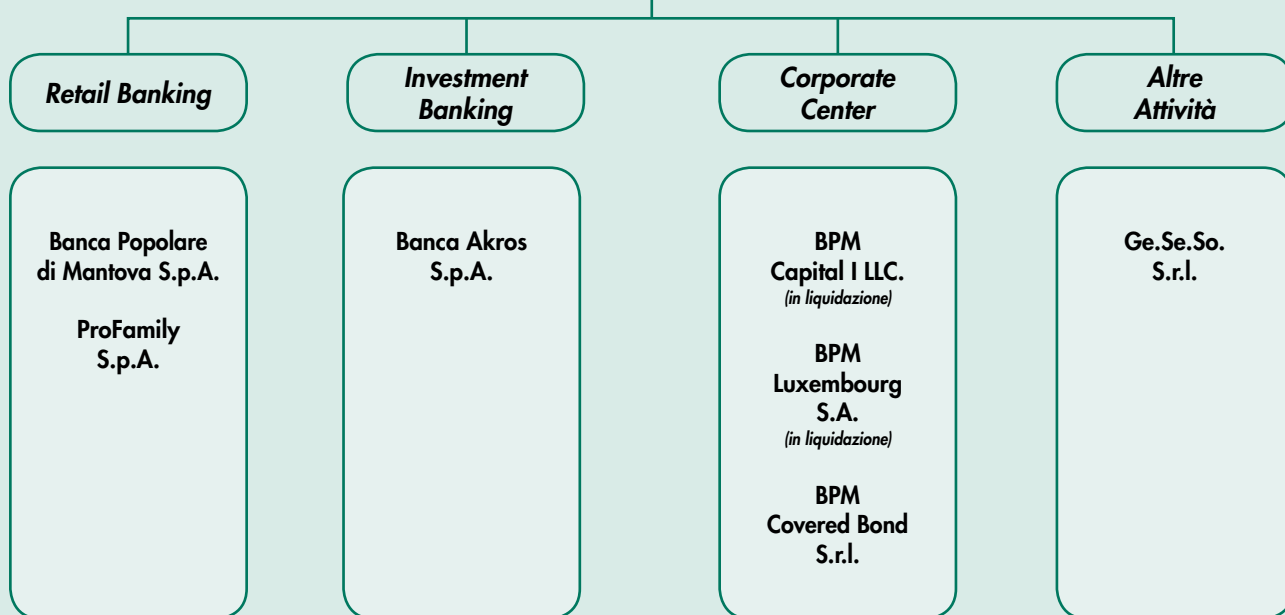 Retail Banking
Investment
Banking
Corporate
Center
Altre
Attività
Banca Popolare
di Mantova S.p.A.
ProFamily
S.p.A.
Banca Akros
S.p.A.
BPM
Capital I LLC.
(in liquidazione)
BPM
Luxembourg
S.A.
(in liquidazione)
BPM
Covered Bond
S.r.l.
Ge.Se.So.
S.r.l.